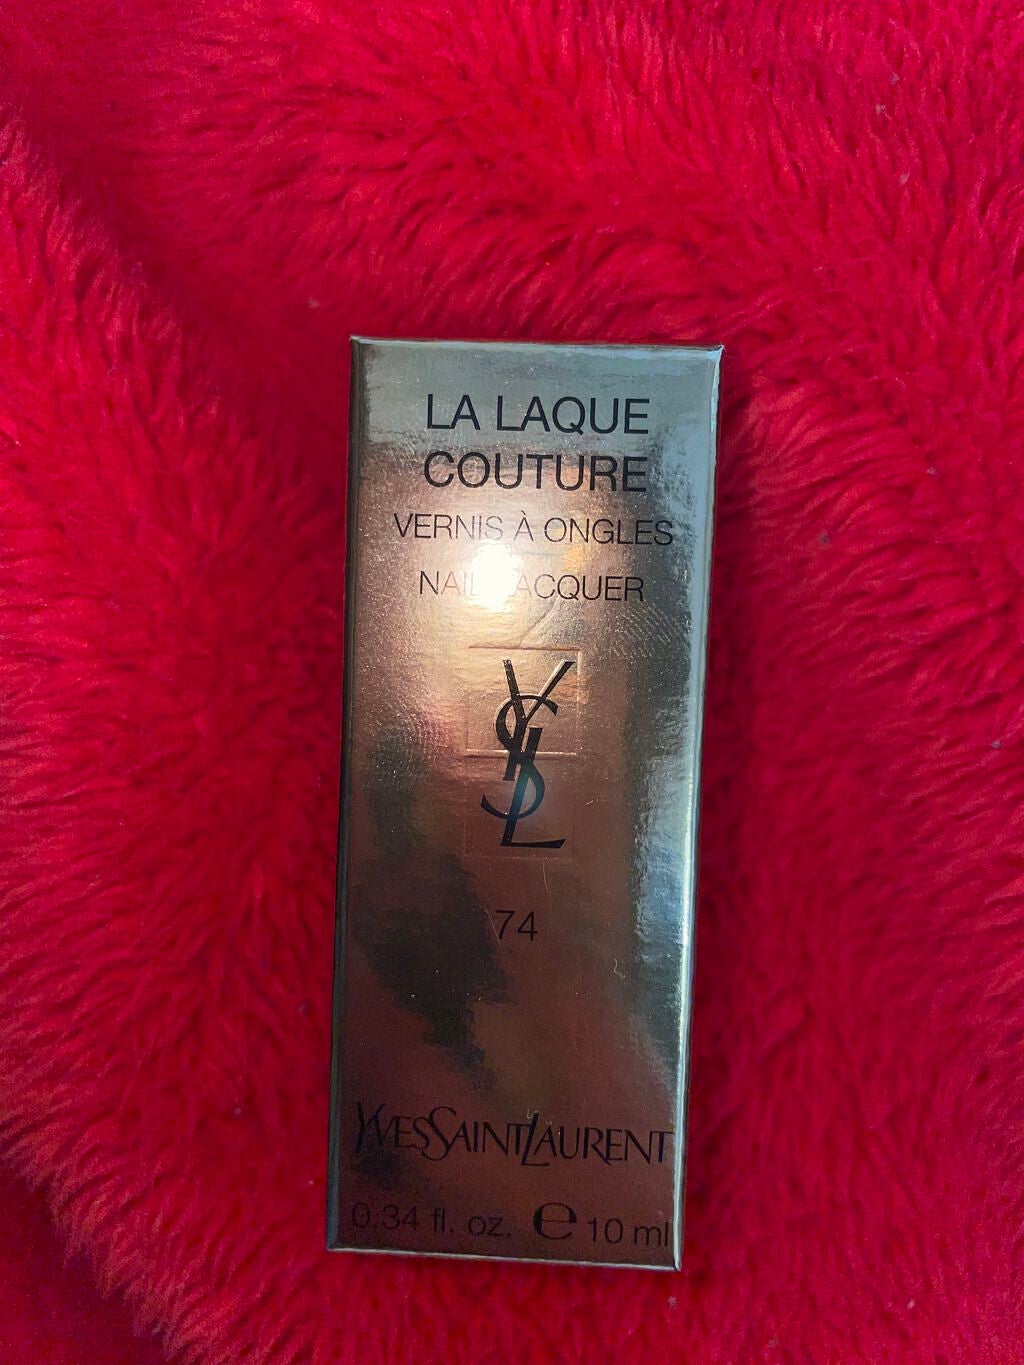 LA LAQUE
COUTURE
VERNIS À ONGLES
NAIL LACQUER
YSL
74
YVESSAINTLAURENT
0.34 fl. oz. ℮ 10 ml